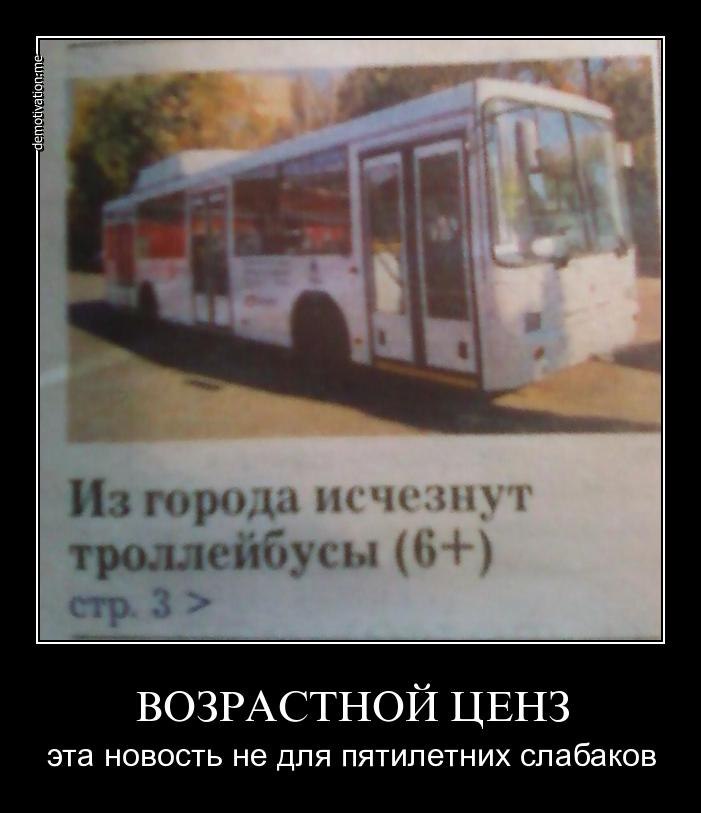 demotivation.me
Из города исчезнут
троллейбусы (6+)
стр. 3 >
ВОЗРАСТНОЙ ЦЕНЗ
эта новость не для пятилетних слабаков